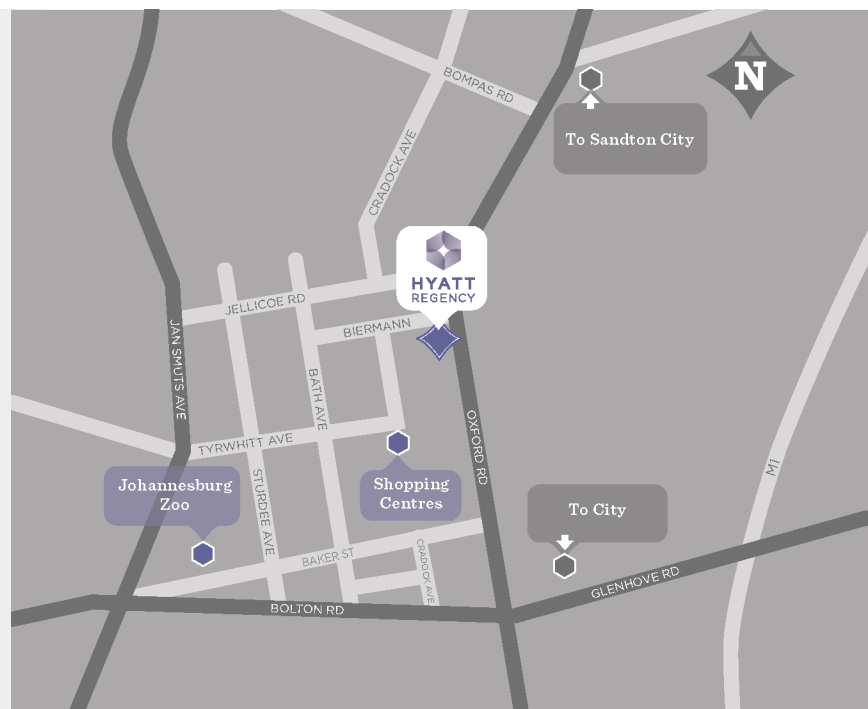 BOMPAS RD
N
To Sandton City
CRADOCK AVE
HYATT
REGENCY
JELLICOE RD
BIERMANN
JAN SMUTS AVE
BATH AVE
OXFORD RD
TYRWHITT AVE
M1
Johannesburg
Zoo
STURDEE AVE
Shopping
Centres
To City
BAKER ST
CRADOCK AVE
GLENHOVE RD
BOLTON RD